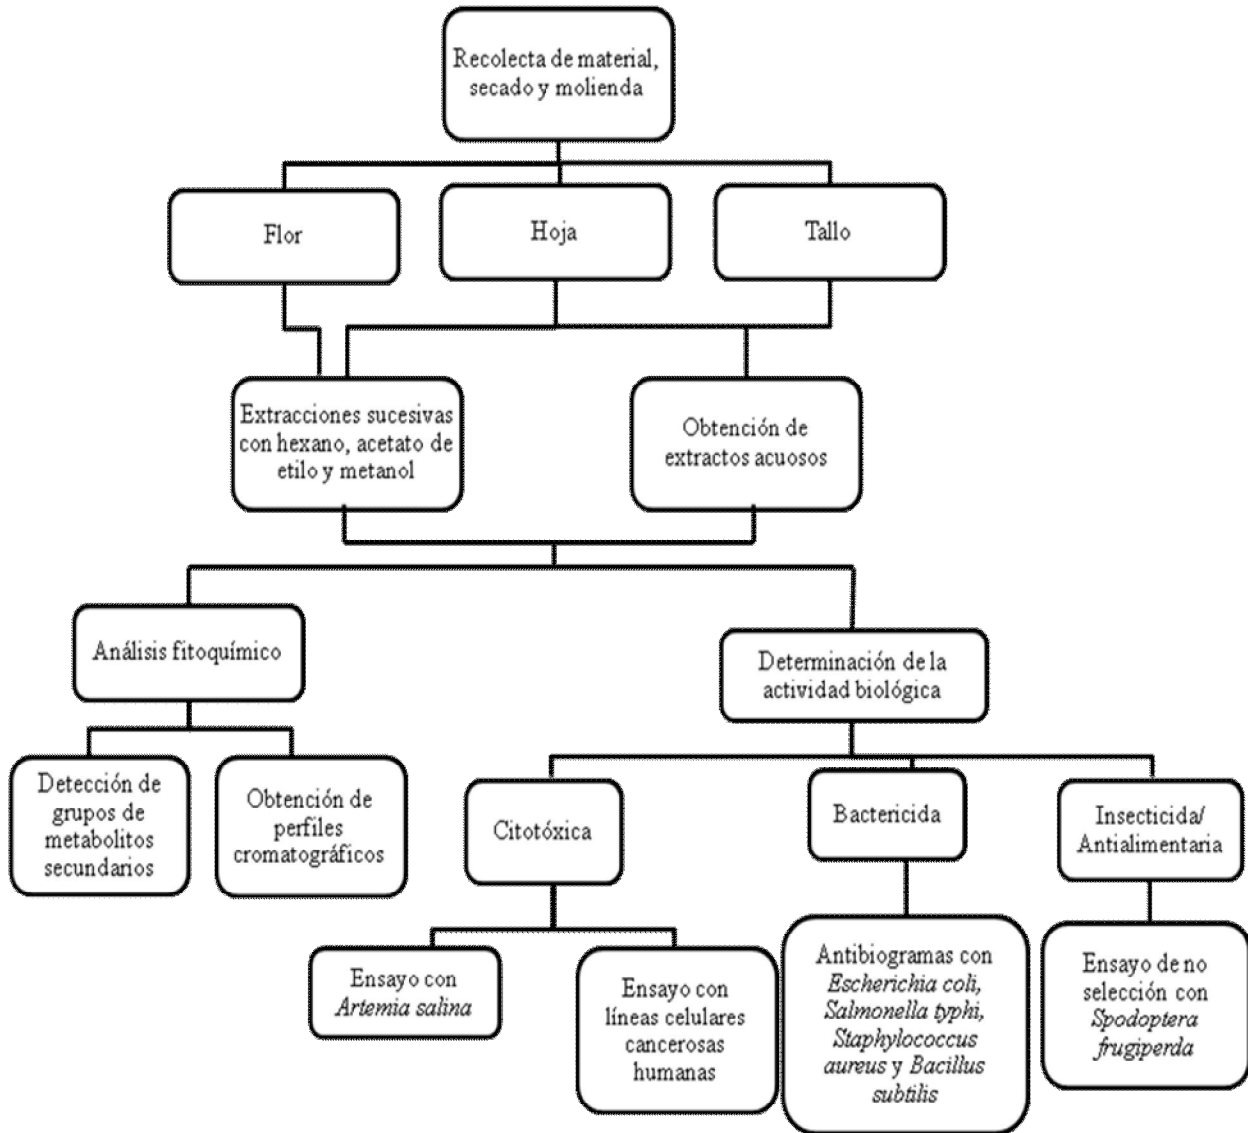 Recolecta de material,
secado y molienda
Flor
Hoja
Tallo
Extracciones sucesivas
con hexano, acetato de
etilo y metanol
Obtención de
extractos acuosos
Análisis fitoquímico
Determinación de la
actividad biológica
Detección de
grupos de
metabolitos
secundarios
Obtención de
perfiles
cromatográficos
Citotóxica
Bactericida
Insecticida/
Antialimentaria
Ensayo con
Artemia salina
Ensayo con
líneas celulares
cancerosas
humanas
Antibiogramas con
Escherichia coli,
Salmonella typhi,
Staphylococcus
aureus y Bacillus
subtilis
Ensayo de no
selección con
Spodoptera
frugiperda